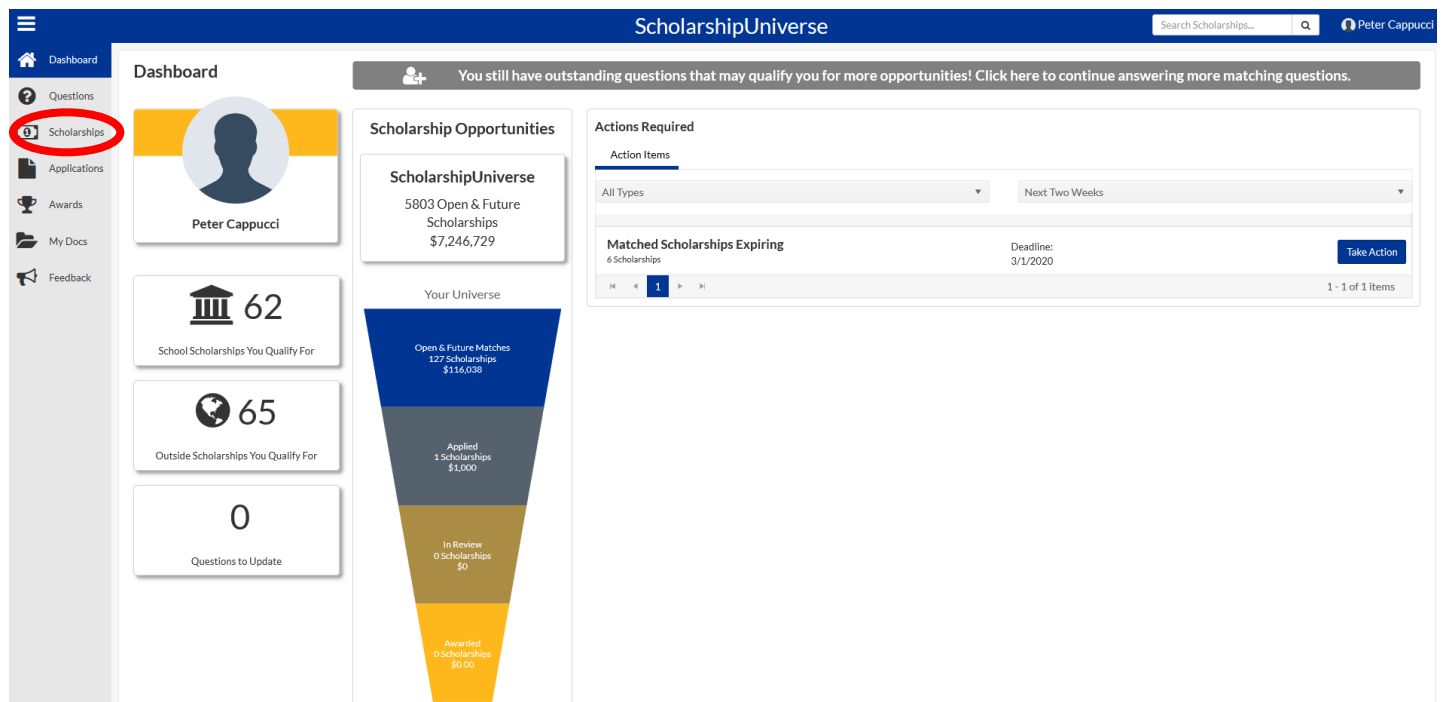 ScholarshipUniverse
Search Scholarships...
Peter Cappucci
Dashboard
Questions
Scholarships
Applications
Awards
My Docs
Feedback
Dashboard
You still have outstanding questions that may qualify you for more opportunities! Click here to continue answering more matching questions.
Peter Cappucci
62
School Scholarships You Qualify For
65
Outside Scholarships You Qualify For
0
Questions to Update
Scholarship Opportunities
ScholarshipUniverse
5803 Open & Future
Scholarships
$7,246,729
Your Universe
Open & Future Matches
127 Scholarships
$116,038
Applied
1 Scholarships
$1,000
In Review
0 Scholarships
$0
Awarded
0 Scholarships
$0.00
Actions Required
Action Items
All Types
Next Two Weeks
Matched Scholarships Expiring
6 Scholarships
Deadline:
3/1/2020
Take Action
1
1 - 1 of 1 items